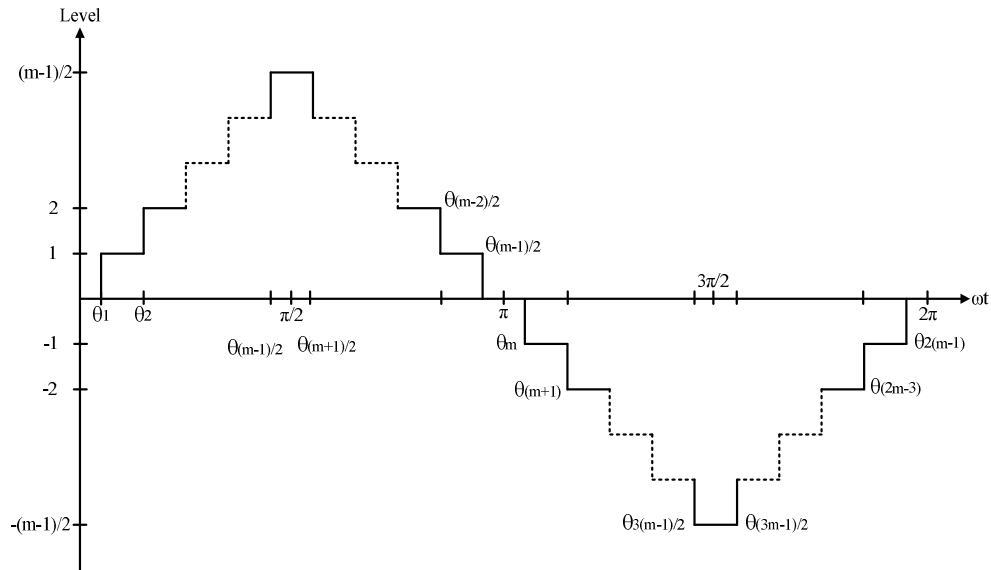 Level
(m-1)/2
2
θ(m-2)/2
1
θ(m-1)/2
3π/2
θ1
θ2
π/2
π
2π
ωt
θ(m-1)/2
θ(m+1)/2
-1
θm
θ2(m-1)
-2
θ(m+1)
θ(2m-3)
-(m-1)/2
θ3(m-1)/2
θ(3m-1)/2